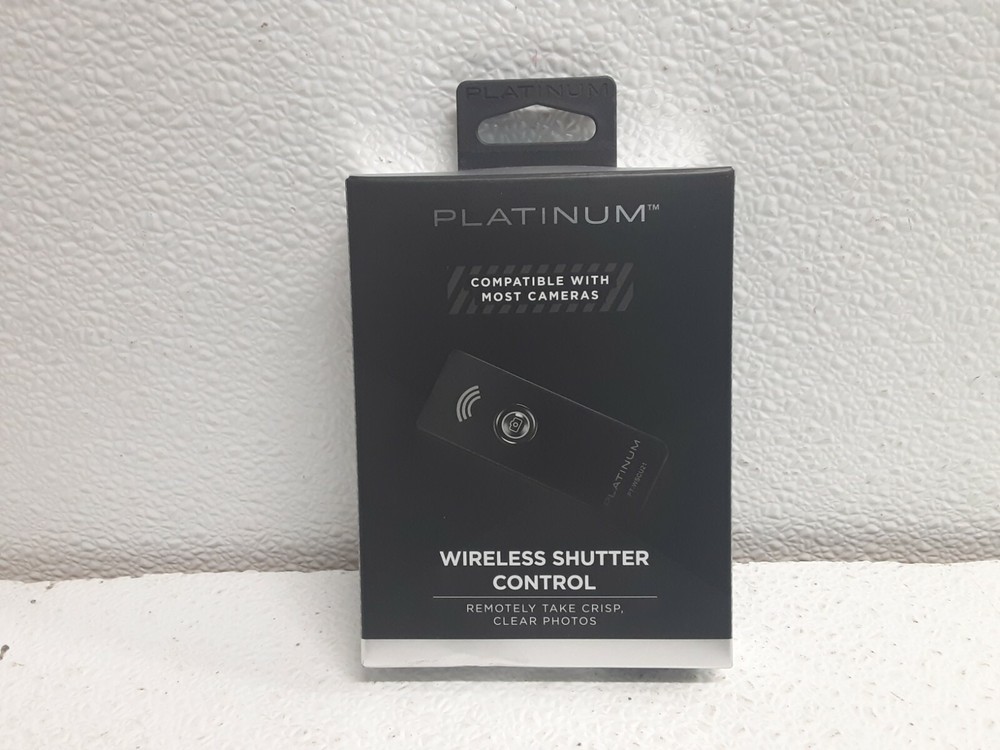 PLATINUM
PLATINUM™
COMPATIBLE WITH
MOST CAMERAS
PLATINUM
WIRELESS SHUTTER
CONTROL
REMOTELY TAKE CRISP,
CLEAR PHOTOS